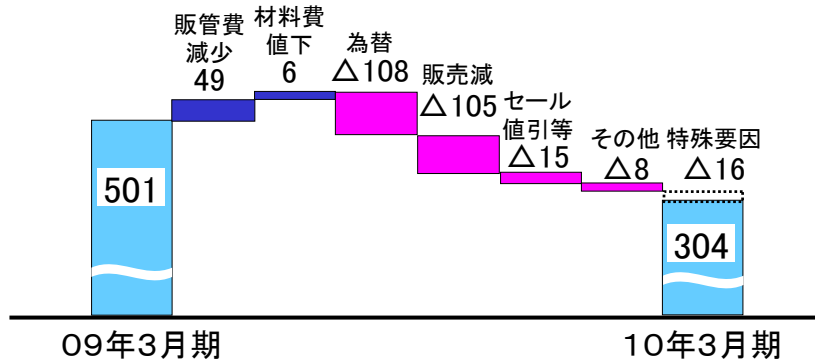 販管費
減少
49
材料費
値下
6
為替
△108
販売減
△105
セール
値引等
△15
その他
△8
特殊要因
△16
501
304
09年3月期
10年3月期